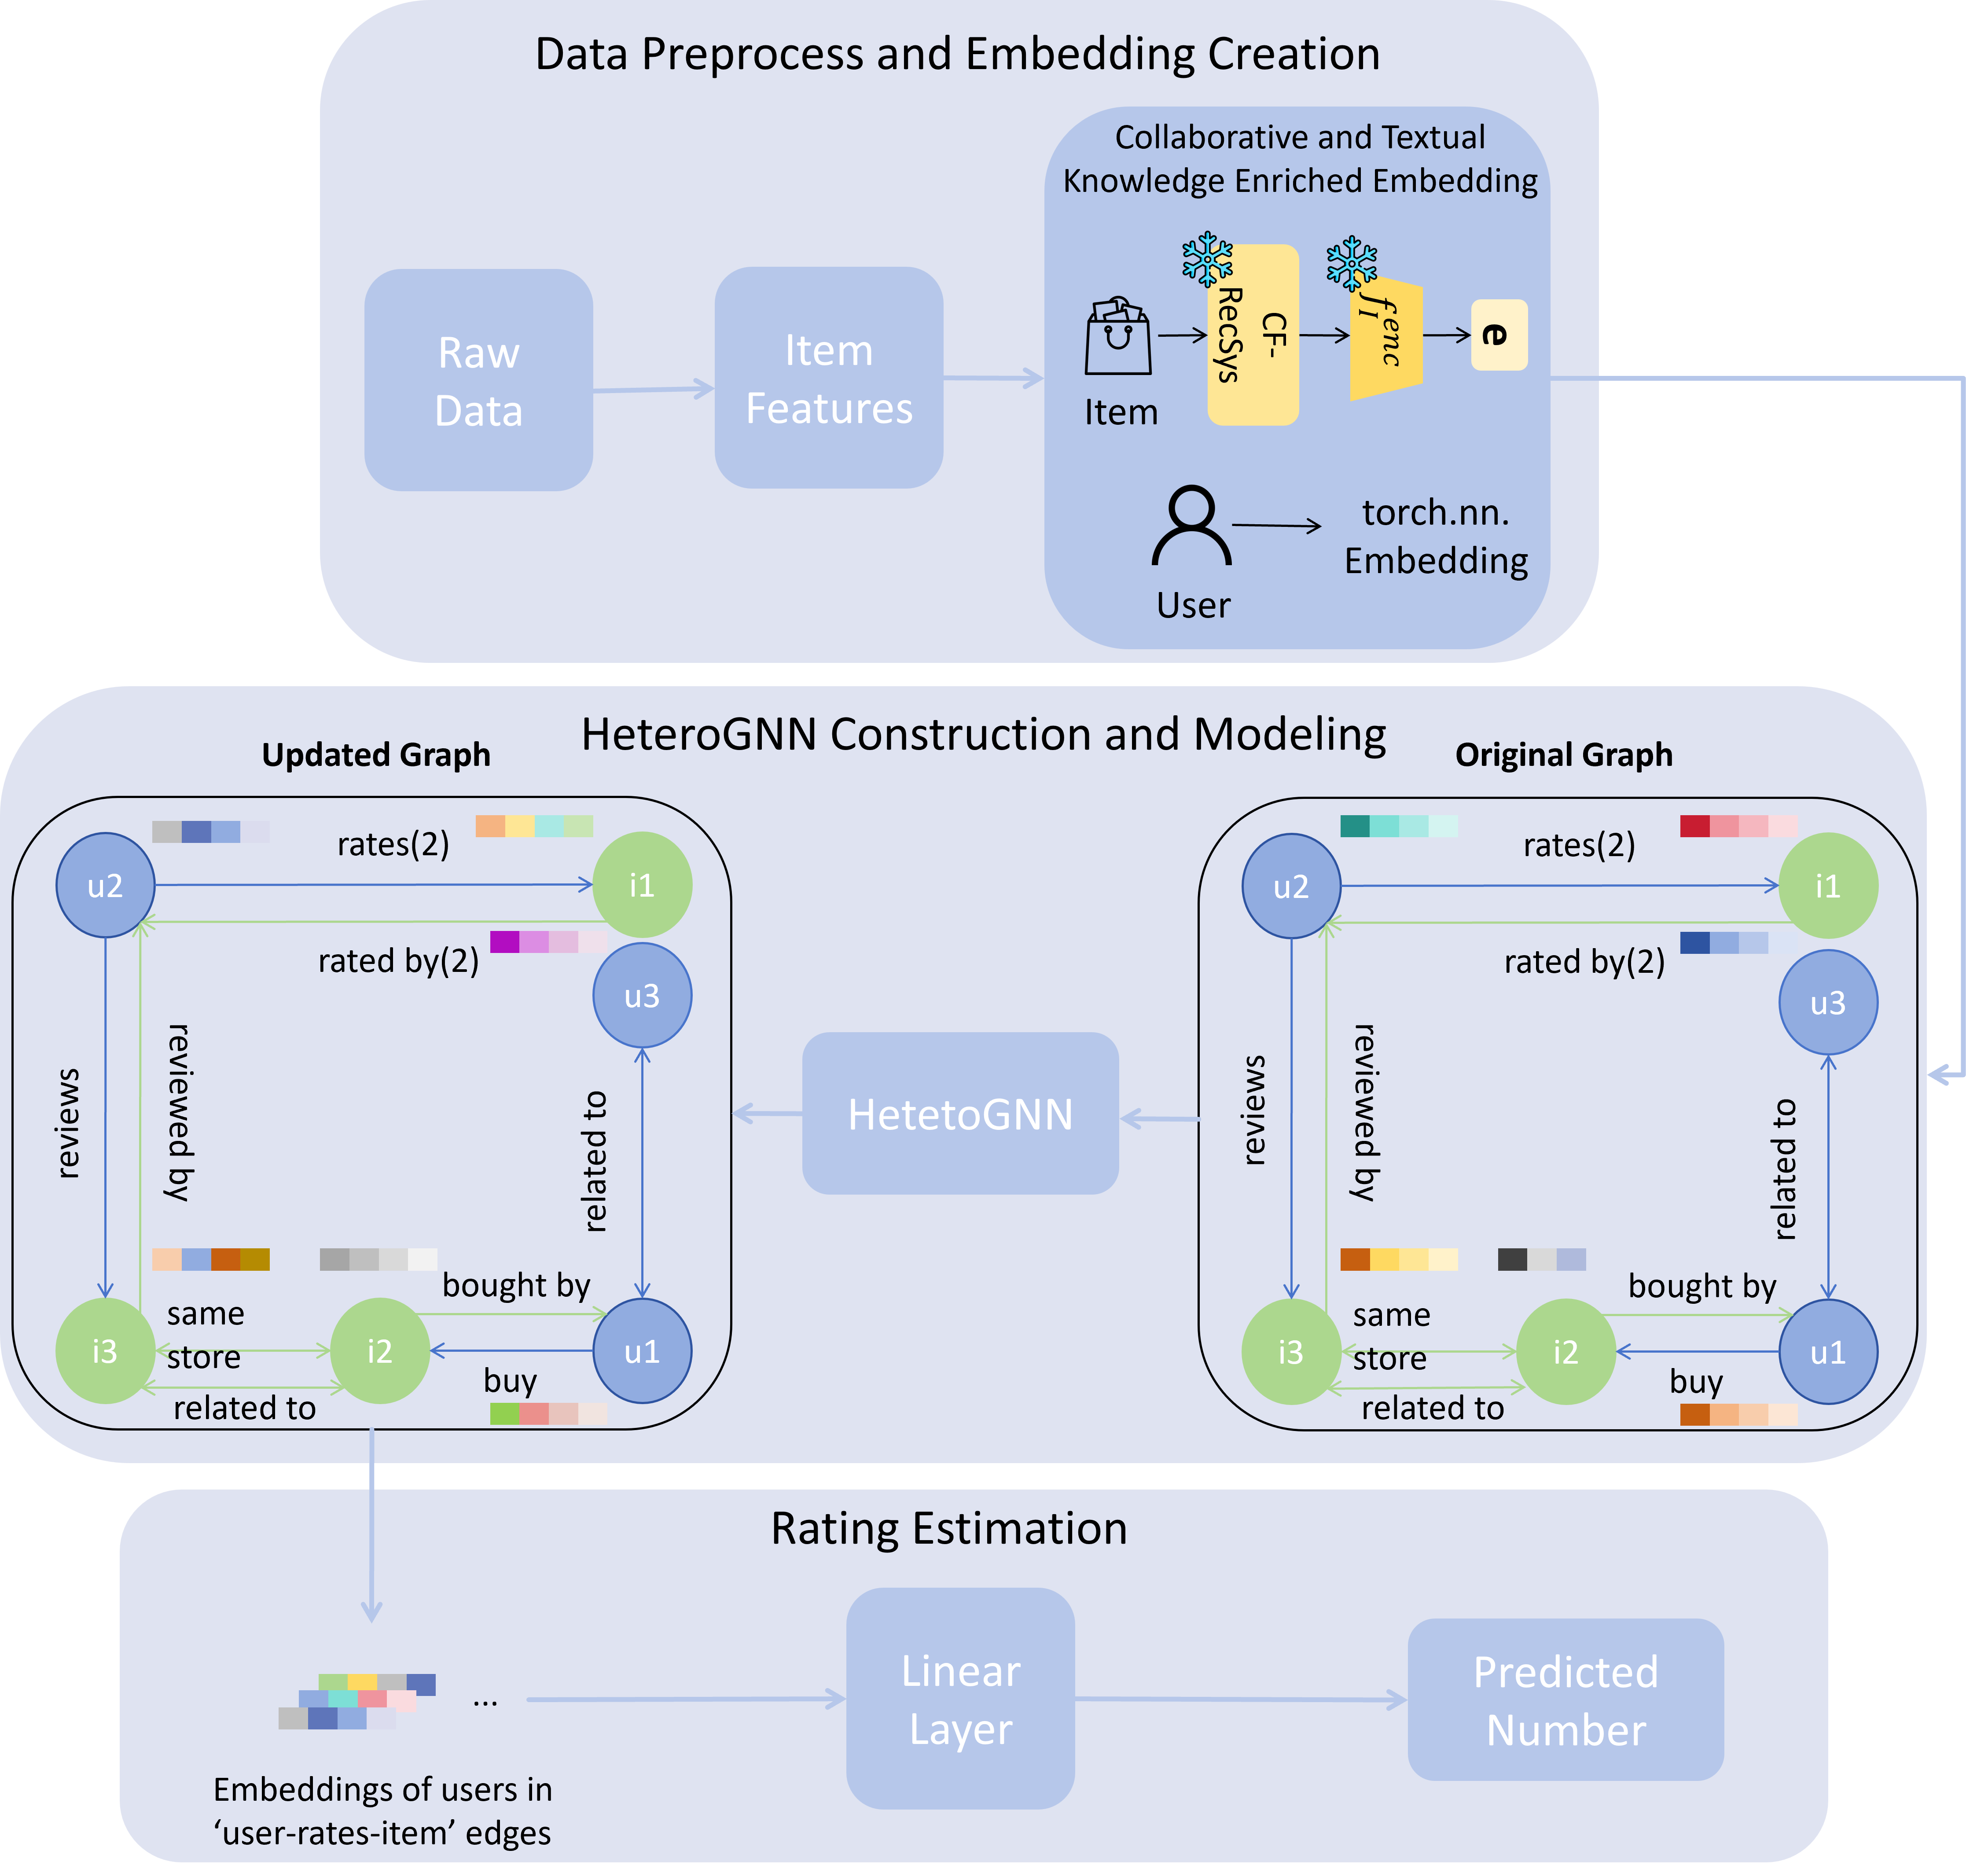 Data Preprocess and Embedding Creation
Collaborative and Textual
Knowledge Enriched Embedding
Raw
Data
Item
Features
Item
CF-
RecSys
f_I^{enc}
e
User
torch.nn.
Embedding
HeteroGNN Construction and Modeling
Updated Graph
u2
rates(2)
i1
rated by(2)
u3
reviews
reviewed by
related to
bought by
i3
same
store
i2
u1
related to
buy
HetetoGNN
Original Graph
u2
rates(2)
i1
rated by(2)
u3
reviews
reviewed by
related to
bought by
i3
same
store
i2
u1
related to
buy
Rating Estimation
...
Embeddings of users in
‘user-rates-item’ edges
Linear
Layer
Predicted
Number